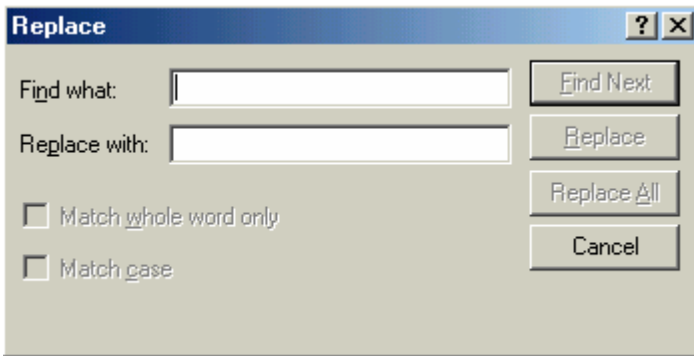 Replace
Find what:
Find Next
Replace with:
Replace
Replace All
Match whole word only
Cancel
Match case